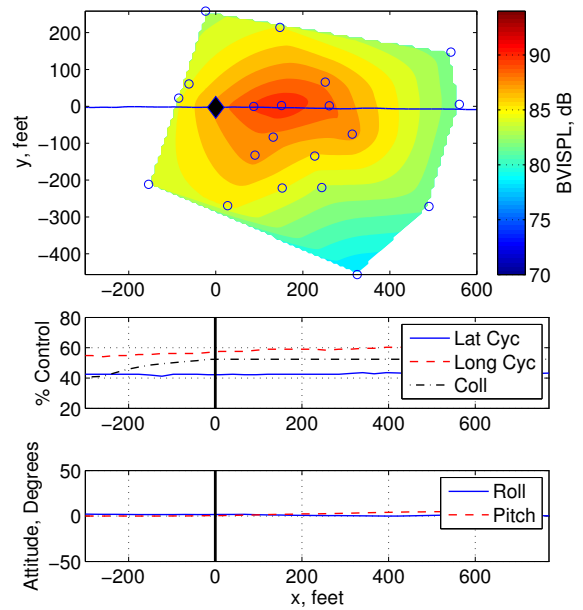 200
100
0
−100
−200
−300
−400
y, feet
−200 0 200 400 600
90
85
80
75
70
BVISPL, dB
80
60
40
20
% Control
Lat Cyc
Long Cyc
Coll
−200 0 200 400 600
50
0
−50
Attitude, Degrees
Roll
Pitch
−200 0 200 400 600
x, feet